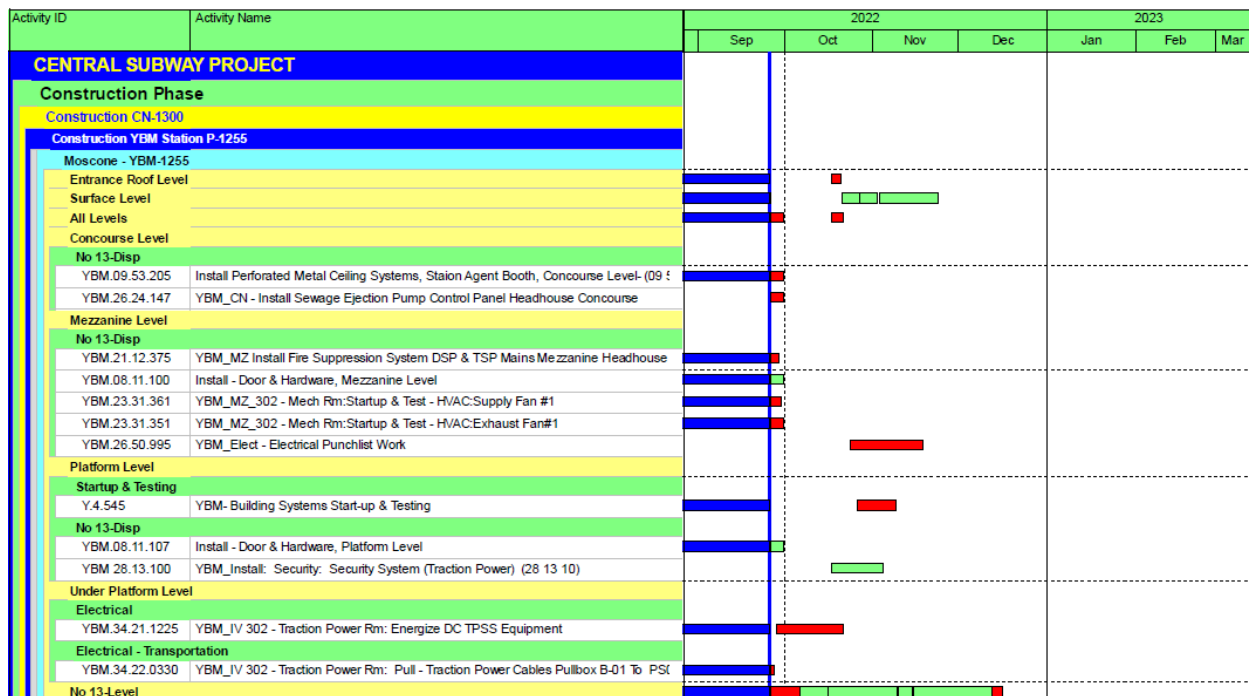 Activity ID Activity Name 2022 2023
Sep Oct Nov Dec Jan Feb Mar
CENTRAL SUBWAY PROJECT
Construction Phase
Construction CN-1300
Construction YBM Station P-1255
Moscone - YBM-1255
Entrance Roof Level
Surface Level
All Levels
Concourse Level
No 13-Disp
YBM.09.53.205 Install Perforated Metal Ceiling Systems, Staion Agent Booth, Concourse Level- (09 5
YBM.26.24.147 YBM_CN - Install Sewage Ejection Pump Control Panel Headhouse Concourse
Mezzanine Level
No 13-Disp
YBM.21.12.375 YBM_MZ Install Fire Suppression System DSP & TSP Mains Mezzanine Headhouse
YBM.08.11.100 Install - Door & Hardware, Mezzanine Level
YBM.23.31.361 YBM_MZ_302 - Mech Rm:Startup & Test - HVAC:Supply Fan #1
YBM.23.31.351 YBM_MZ_302 - Mech Rm:Startup & Test - HVAC:Exhaust Fan#1
YBM.26.50.995 YBM_Elect - Electrical Punchlist Work
Platform Level
Startup & Testing
Y.4.545 YBM- Building Systems Start-up & Testing
No 13-Disp
YBM.08.11.107 Install - Door & Hardware, Platform Level
YBM 28.13.100 YBM_Install: Security: Security System (Traction Power) (28 13 10)
Under Platform Level
Electrical
YBM.34.21.1225 YBM_IV 302 - Traction Power Rm: Energize DC TPSS Equipment
Electrical - Transportation
YBM.34.22.0330 YBM_IV 302 - Traction Power Rm: Pull - Traction Power Cables Pullbox B-01 To
No 13-Level